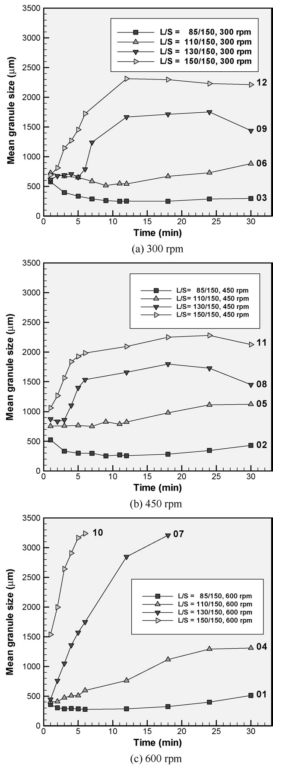 L/S = 85/150, 300 rpm
L/S = 110/150, 300 rpm
L/S = 130/150, 300 rpm
L/S = 150/150, 300 rpm
Mean granule size (μm)
3500
3000
2500
2000
1500
1000
500
0
12
09
06
03
0 5 10 15 20 25 30
Time (min)
(a) 300 rpm
L/S= 85/150, 450 rpm
L/S= 110/150, 450 rpm
L/S= 130/150, 450 rpm
L/S= 150/150, 450 rpm
Mean granule size (μm)
3500
3000
2500
2000
1500
1000
500
0
11
08
05
02
0 5 10 15 20 25 30
Time (min)
(b) 450 rpm
10
07
L/S = 85/150, 600 rpm
L/S = 110/150, 600 rpm
L/S = 130/150, 600 rpm
L/S = 150/150, 600 rpm
Mean granule size (μm)
3500
3000
2500
2000
1500
1000
500
0
04
01
0 5 10 15 20 25 30
Time (min)
(c) 600 rpm